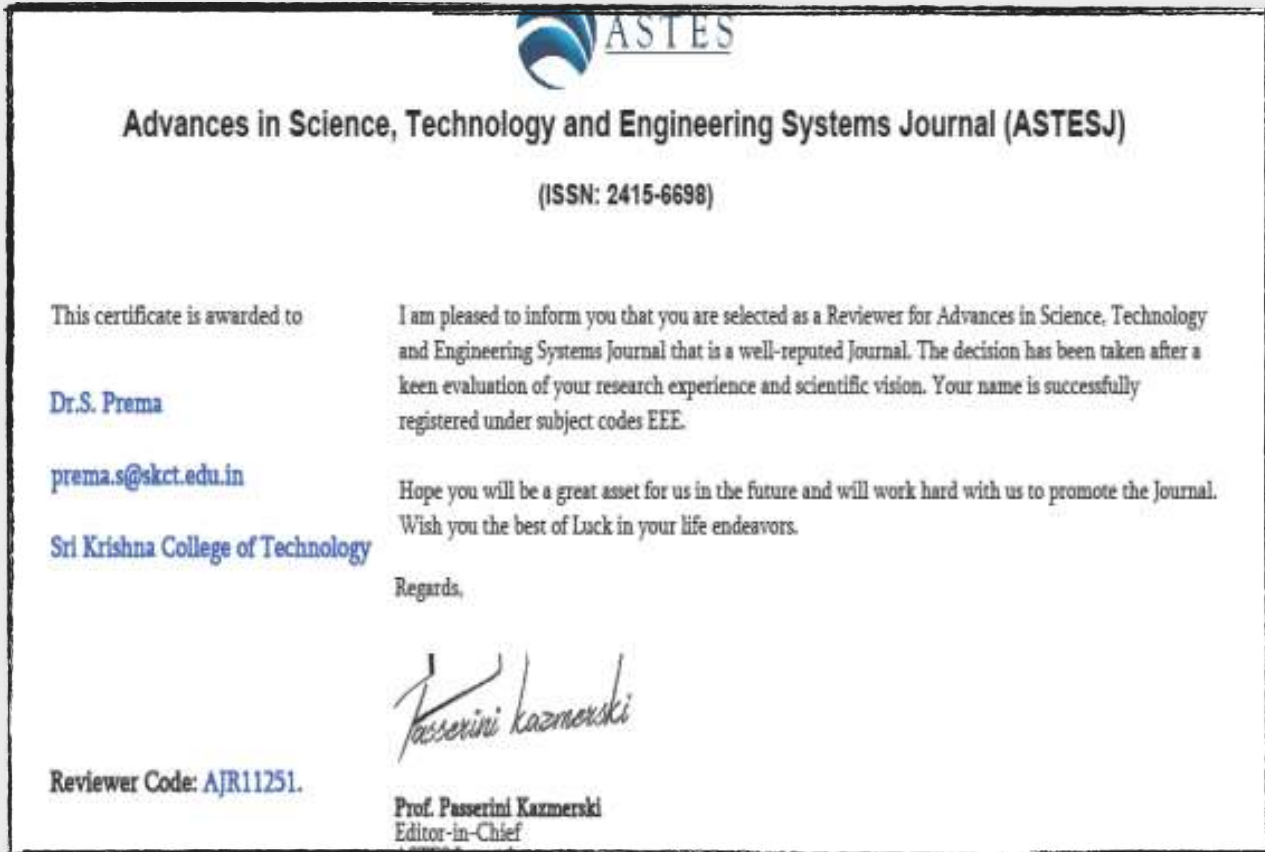 ASTES
Advances in Science, Technology and Engineering Systems Journal (ASTESJ)
(ISSN: 2415-6698)
This certificate is awarded to
Dr.S. Prema
prema.s@skct.edu.in
Sri Krishna College of Technology
Reviewer Code: AJR11251.
I am pleased to inform you that you are selected as a Reviewer for Advances in Science, Technology
and Engineering Systems Journal that is a well-reputed Journal. The decision has been taken after a
keen evaluation of your research experience and scientific vision. Your name is successfully
registered under subject codes EEE.
Hope you will be a great asset for us in the future and will work hard with us to promote the Journal.
Wish you the best of Luck in your life endeavors.
Regards,
Passerini kazmerski
Prof. Passerini Kazmerski
Editor-in-Chief